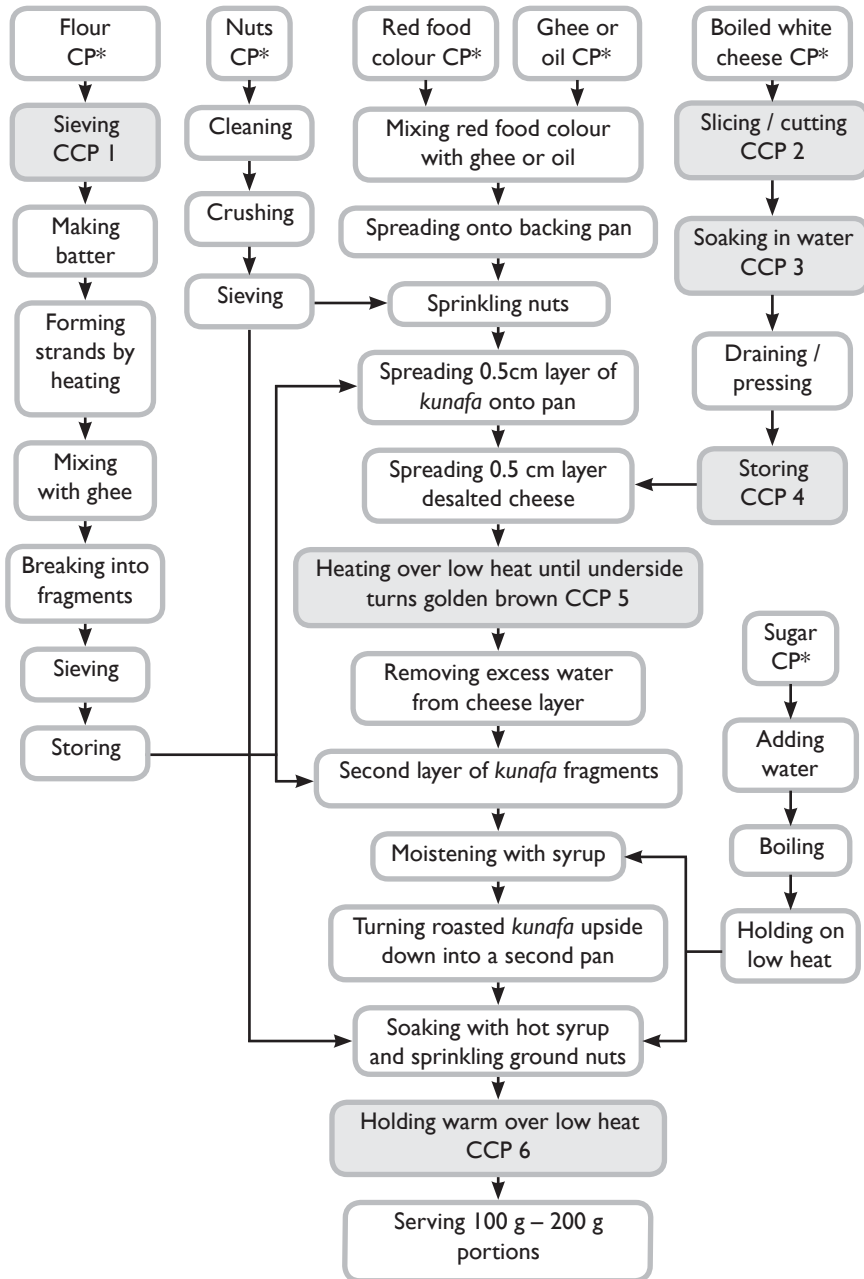 Flour
CP*
Nuts
CP*
Red food
colour CP*
Ghee or
oil CP*
Boiled white
cheese CP*
Sieving
CCP 1
Cleaning
Mixing red food colour
with ghee or oil
Slicing / cutting
CCP 2
Making
batter
Crushing
Spreading onto backing pan
Soaking in water
CCP 3
Sieving
Sprinkling nuts
Forming
strands by
heating
Spreading 0.5cm layer of
kunafa onto pan
Draining /
pressing
Mixing
with ghee
Spreading 0.5 cm layer
desalted cheese
Storing
CCP 4
Breaking into
fragments
Heating over low heat until underside
turns golden brown CCP 5
Sugar
CP*
Sieving
Removing excess water
from cheese layer
Storing
Adding
water
Second layer of kunafa fragments
Boiling
Moistening with syrup
Turning roasted kunafa upside
down into a second pan
Holding on
low heat
Soaking with hot syrup
and sprinkling ground nuts
Holding warm over low heat
CCP 6
Serving 100 g – 200 g
portions